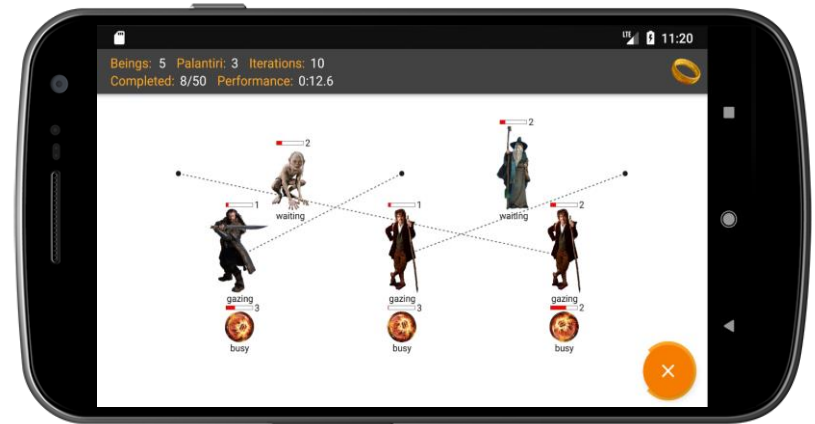 LTE 11:20
Beings: 5 Palantiri: 3 Iterations: 10
Completed: 8/50 Performance: 0:12.6
2
2
waiting
waiting
1
1
2
gazing
gazing
gazing
3
3
2
busy
busy
busy